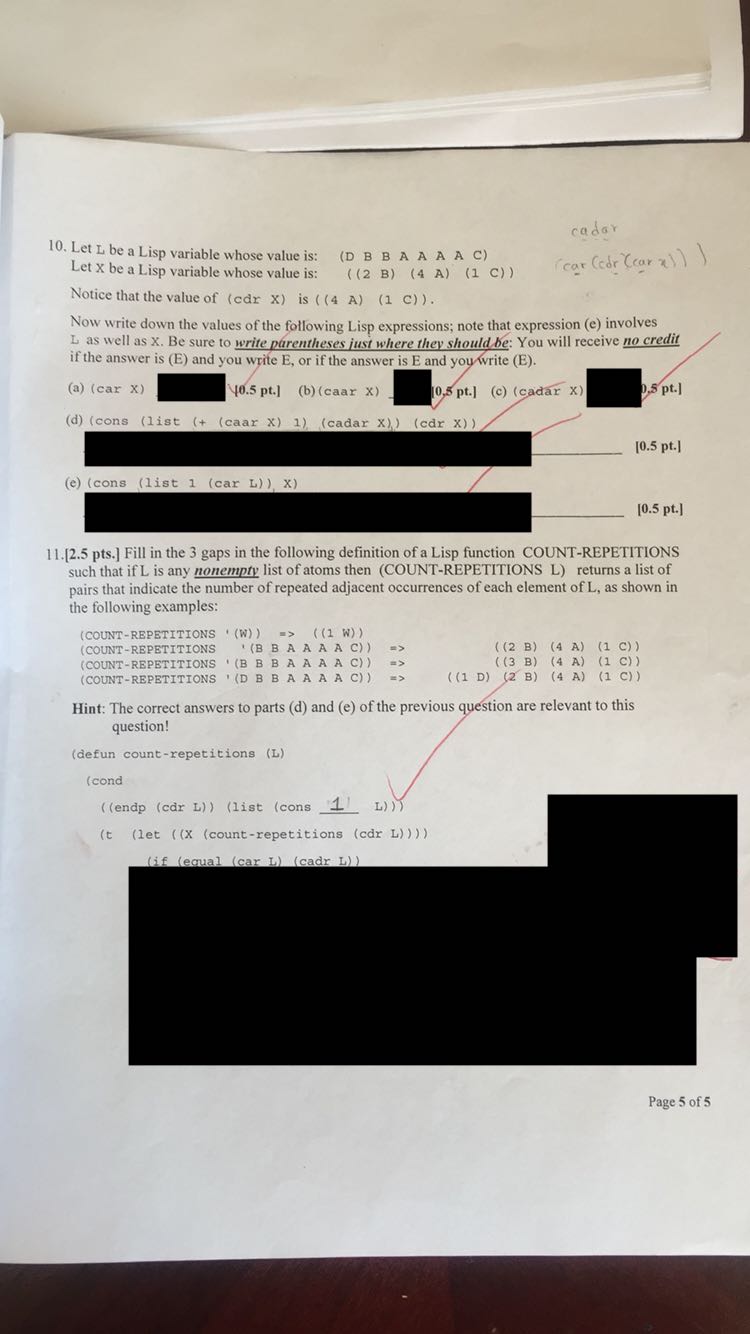 cadar
(car (cdr (car x)))
10. Let L be a Lisp variable whose value is: (D B B A A A A C)
Let X be a Lisp variable whose value is: ((2 B) (4 A) (1 C))
Notice that the value of (cdr X) is ((4 A) (1 C)).
Now write down the values of the following Lisp expressions; note that expression (e) involves
L as well as X. Be sure to write parentheses just where they should be: You will receive no credit
if the answer is (E) and you write E, or if the answer is E and you write (E).
(a) (car X) [0.5 pt.] (b) (caar X) [0.5 pt.] (c) (cadar X) 0.5 pt.]
(d) (cons (list (+ (caar X) 1) (cadar X)) (cdr X))
[0.5 pt.]
(e) (cons (list 1 (car L)) X)
[0.5 pt.]
11.[2.5 pts.] Fill in the 3 gaps in the following definition of a Lisp function COUNT-REPETITIONS
such that if L is any nonempty list of atoms then (COUNT-REPETITIONS L) returns a list of
pairs that indicate the number of repeated adjacent occurrences of each element of L, as shown in
the following examples:
(COUNT-REPETITIONS '(W)) => ((1 W))
(COUNT-REPETITIONS '(B B A A A A C)) => ((2 B) (4 A) (1 C))
(COUNT-REPETITIONS '(B B B A A A A C)) => ((3 B) (4 A) (1 C))
(COUNT-REPETITIONS '(D B B A A A A C)) => ((1 D) (2 B) (4 A) (1 C))
Hint: The correct answers to parts (d) and (e) of the previous question are relevant to this
question!
(defun count-repetitions (L)
(cond
((endp (cdr L)) (list (cons 1 L)))
(t (let ((X (count-repetitions (cdr L))))
(if (equal (car L) (cadr L))
Page 5 of 5